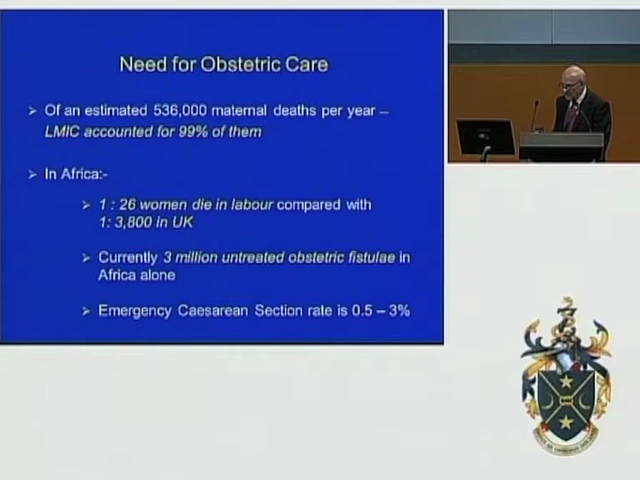 Need for Obstetric Care
➢ Of an estimated 536,000 maternal deaths per year –
LMIC accounted for 99% of them
➢ In Africa:-
➢ 1 : 26 women die in labour compared with
1: 3,800 in UK
➢ Currently 3 million untreated obstetric fistulae in
Africa alone
➢ Emergency Caesarean Section rate is 0.5 – 3%